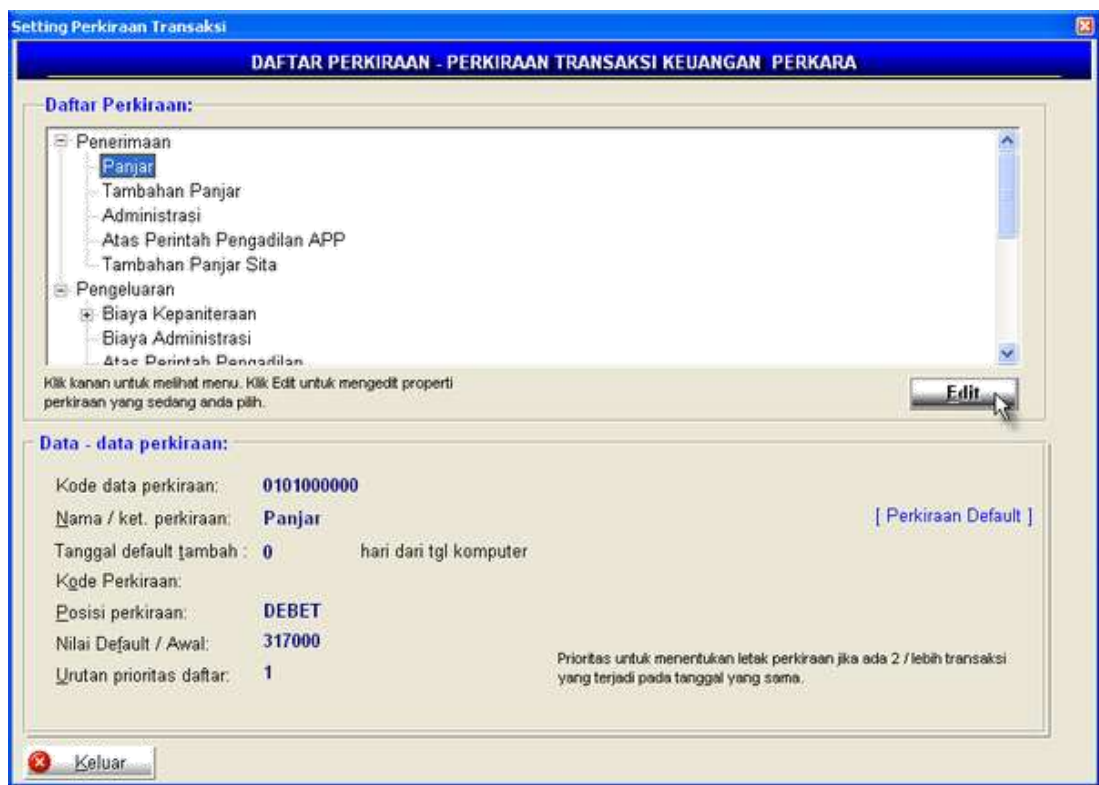 Setting Perkiraan Transaksi
DAFTAR PERKIRAAN - PERKIRAAN TRANSAKSI KEUANGAN PERKARA
Daftar Perkiraan:
Penerimaan
Panjar
Tambahan Panjar
Administrasi
Atas Perintah Pengadilan APP
Tambahan Panjar Sita
Pengeluaran
Biaya Kepaniteraan
Biaya Administrasi
Atas Perintah Pengadilan
Klik kanan untuk melihat menu. Klik Edit untuk mengedit properti
perkiraan yang sedang anda pilih.
Edit
Data - data perkiraan:
Kode data perkiraan: 0101000000
Nama / ket. perkiraan: Panjar [ Perkiraan Default ]
Tanggal default tambah : 0 hari dari tgl komputer
Kode Perkiraan:
Posisi perkiraan: DEBET
Nilai Default / Awal: 317000
Urutan prioritas daftar: 1
Prioritas untuk menentukan letak perkiraan jika ada 2 / lebih transaksi
yang terjadi pada tanggal yang sama.
Keluar